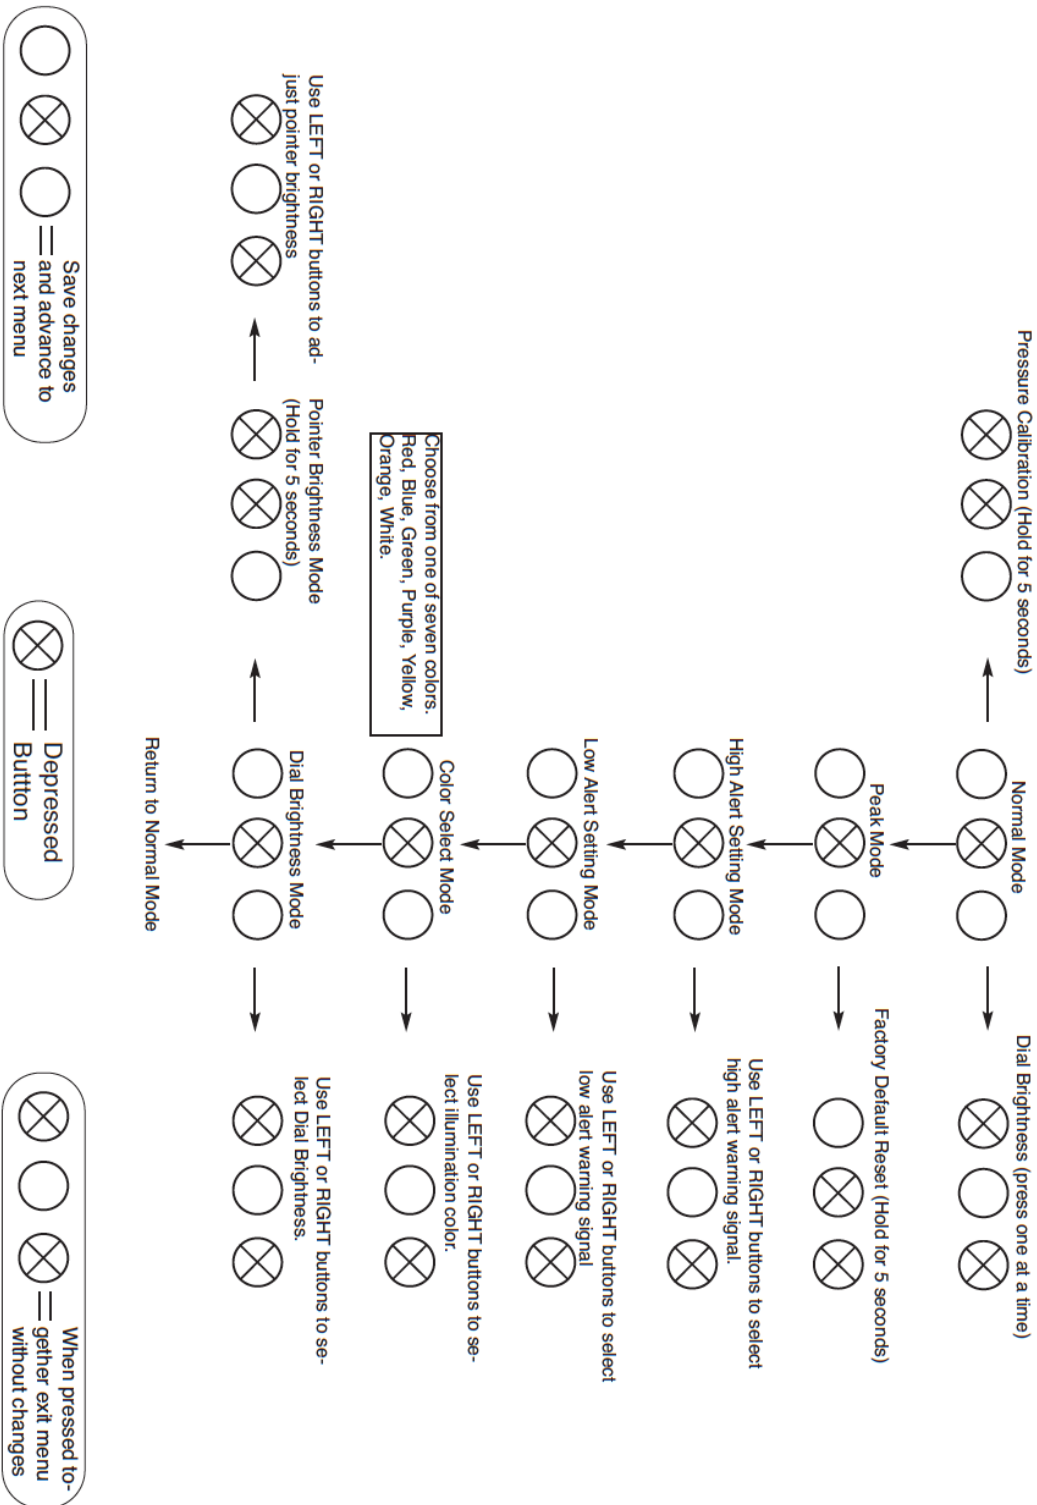 Pressure Calibration (Hold for 5 seconds)
Normal Mode
Dial Brightness (press one at a time)
Peak Mode
Factory Default Reset (Hold for 5 seconds)
High Alert Setting Mode
Use LEFT or RIGHT buttons to select
high alert warning signal.
Low Alert Setting Mode
Use LEFT or RIGHT buttons to select
low alert warning signal
Choose from one of seven colors.
Red, Blue, Green, Purple, Yellow,
Orange, White.
Color Select Mode
Use LEFT or RIGHT buttons to se-
lect illumination color.
Use LEFT or RIGHT buttons to ad-
just pointer brightness
Pointer Brightness Mode
(Hold for 5 seconds)
Dial Brightness Mode
Use LEFT or RIGHT buttons to se-
lect Dial Brightness.
Return to Normal Mode
Save changes
= and advance to
next menu
= Depressed
Buttton
When pressed to-
= gether exit menu
without changes